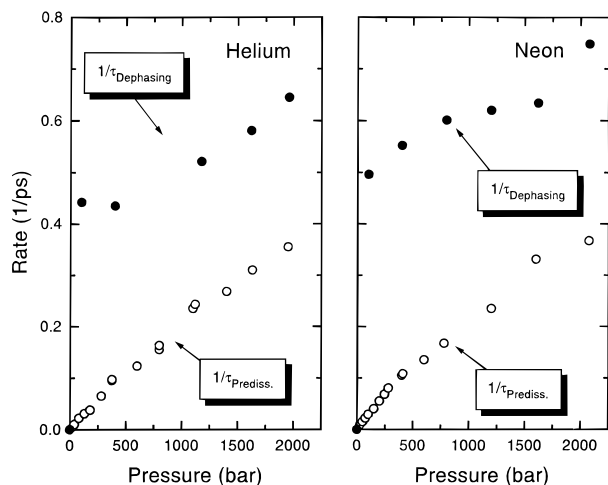 Helium
Neon
1/τDephasing
1/τDephasing
1/τPrediss.
1/τPrediss.
Rate (1/ps)
0.8
0.6
0.4
0.2
0.0
0 500 1000 1500 2000
0 500 1000 1500 2000
Pressure (bar)
Pressure (bar)